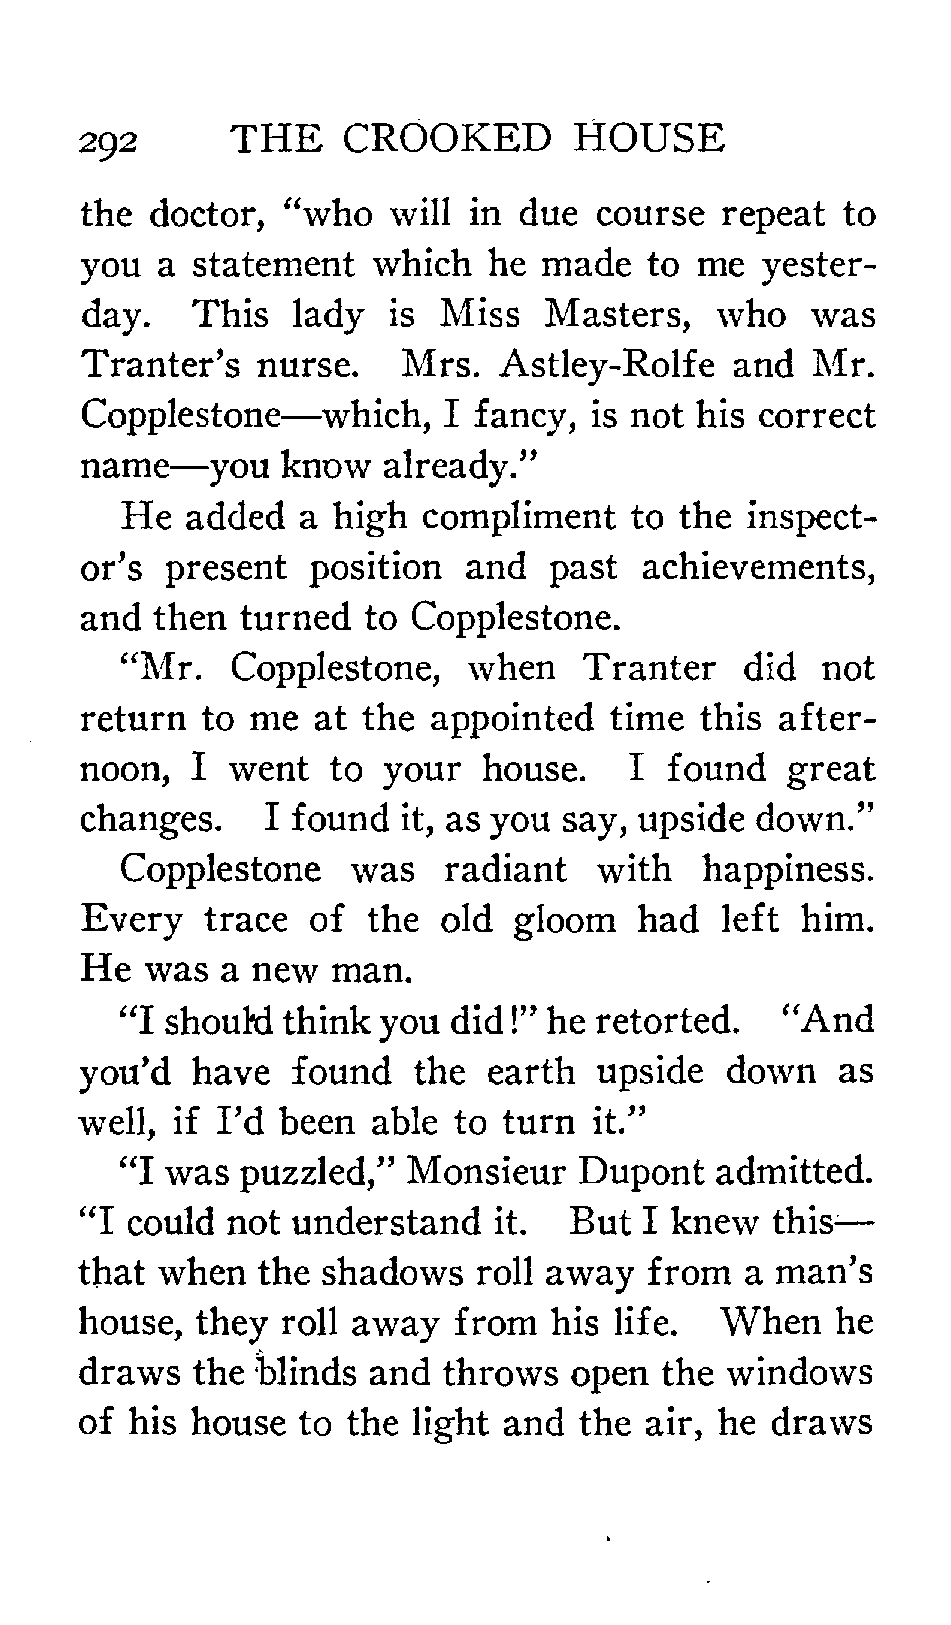 292 THE CROOKED HOUSE
the doctor, “who will in due course repeat to
you a statement which he made to me yester-
day. This lady is Miss Masters, who was
Tranter’s nurse. Mrs. Astley-Rolfe and Mr.
Copplestone—which, I fancy, is not his correct
name—you know already.”
He added a high compliment to the inspect-
or’s present position and past achievements,
and then turned to Copplestone.
“Mr. Copplestone, when Tranter did not
return to me at the appointed time this after-
noon, I went to your house. I found great
changes. I found it, as you say, upside down.”
Copplestone was radiant with happiness.
Every trace of the old gloom had left him.
He was a new man.
“I should think you did!” he retorted. “And
you’d have found the earth upside down as
well, if I’d been able to turn it.”
“I was puzzled,” Monsieur Dupont admitted.
“I could not understand it. But I knew this—
that when the shadows roll away from a man’s
house, they roll away from his life. When he
draws the blinds and throws open the windows
of his house to the light and the air, he draws